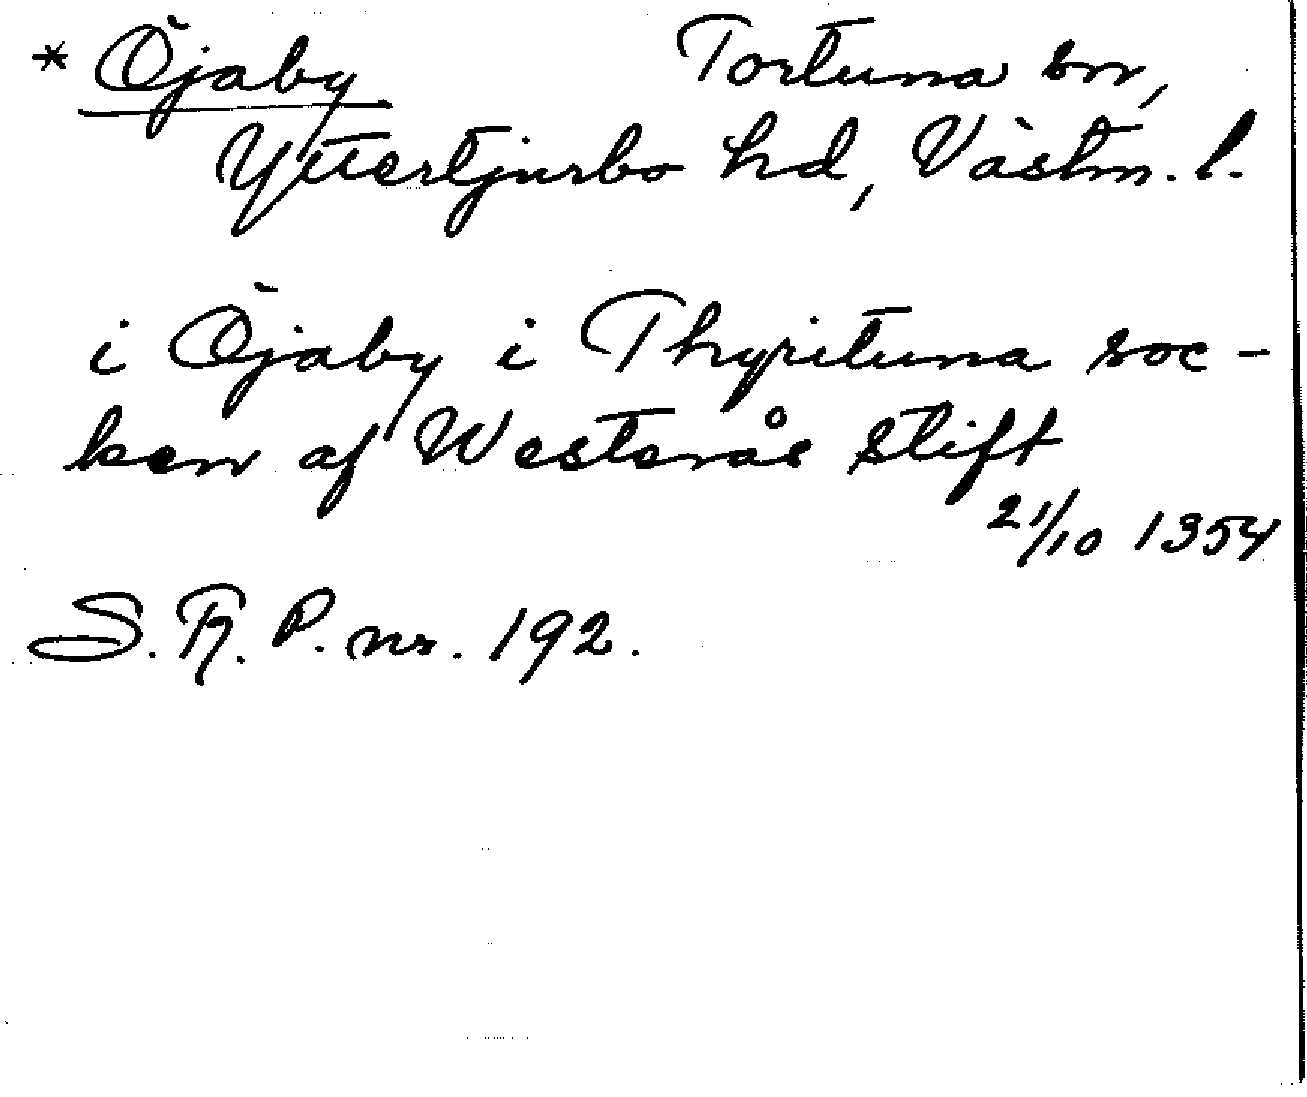 * Öjaby Tortuna sn,
Yttertjurbo hd, Västm. l.
i Öjaby i Thyrituna soc-
ken af Westerås Stift
21/10 1354
S. R. P. nr. 192.